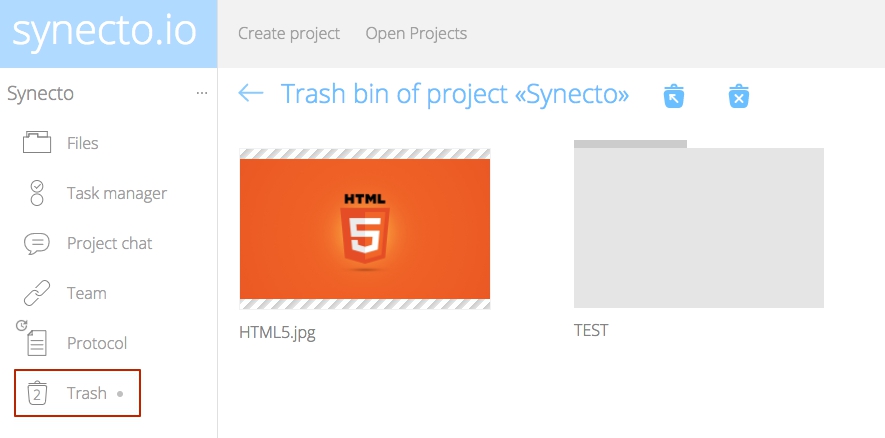 synecto.io
Create project
Open Projects
Synecto
...
Trash bin of project «Synecto»
Files
Task manager
Project chat
Team
Protocol
2
Trash
HTML
5
HTML5.jpg
TEST